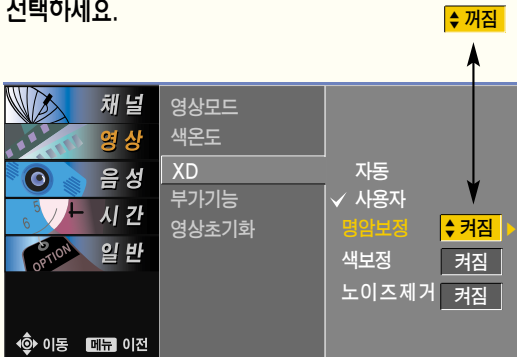 선택하세요.
꺼짐
채널
영상
음성
시간
일반
OPTION
6 5
영상모드
색온도
XD
부가기능
영상초기화
자동
✓ 사용자
명암보정 켜짐
색보정 켜짐
노이즈제거 켜짐
이동 메뉴 이전